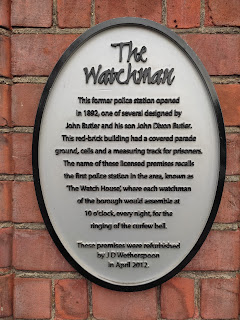 The
Watchman
This former police station opened
in 1892, one of several designed by
John Butler and his son John Dixon Butler.
This red-brick building had a covered parade
ground, cells and a measuring track for prisoners.
The name of these licensed premises recalls
the first police station in the area, known as
'The Watch House', where each watchman
of the borough would assemble at
10 o'clock, every night, for the
ringing of the curfew bell.
These premises were refurbished
by J D Wetherspoon
in April 2012.